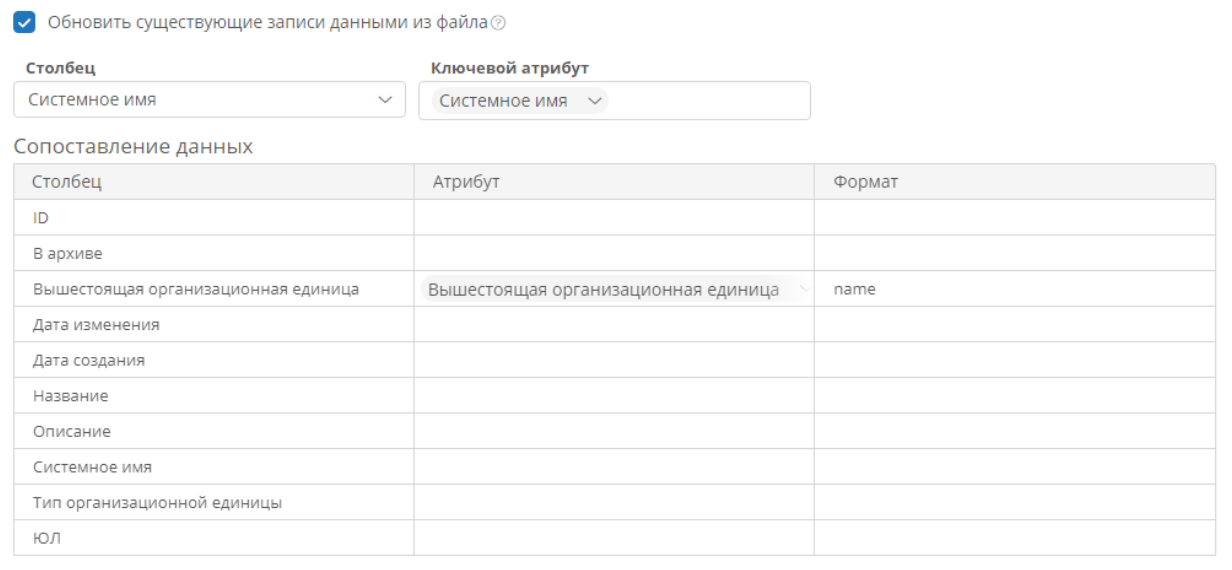 Обновить существующие записи данными из файла
Столбец Ключевой атрибут
Системное имя Системное имя
Сопоставление данных
Столбец Атрибут Формат
ID
В архиве
Вышестоящая организационная единица Вышестоящая организационная единица name
Дата изменения
Дата создания
Название
Описание
Системное имя
Тип организационной единицы
ЮЛ